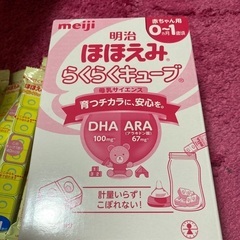 meiji
赤ちゃん用
0か月~1歳頃
明治
ほほえみ
らくらくキューブ
母乳サイエンス
育つチカラに、安心を。
DHA ARA
(アラキドン酸)
100mg 67mg
計量いらず!
こぼれない!